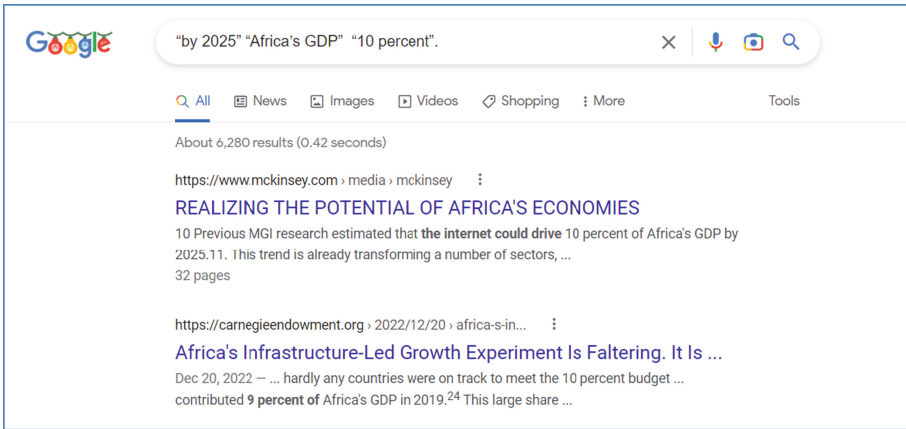 Google
“by 2025” “Africa’s GDP” “10 percent”.
All News Images Videos Shopping More Tools
About 6,280 results (0.42 seconds)
https://www.mckinsey.com › media › mckinsey
REALIZING THE POTENTIAL OF AFRICA'S ECONOMIES
10 Previous MGI research estimated that the internet could drive 10 percent of Africa's GDP by
2025.11. This trend is already transforming a number of sectors, ...
32 pages
https://carnegieendowment.org › 2022/12/20 › africa-s-in...
Africa's Infrastructure-Led Growth Experiment Is Faltering. It Is ...
Dec 20, 2022 — ... hardly any countries were on track to meet the 10 percent budget ...
contributed 9 percent of Africa's GDP in 2019.24 This large share ...